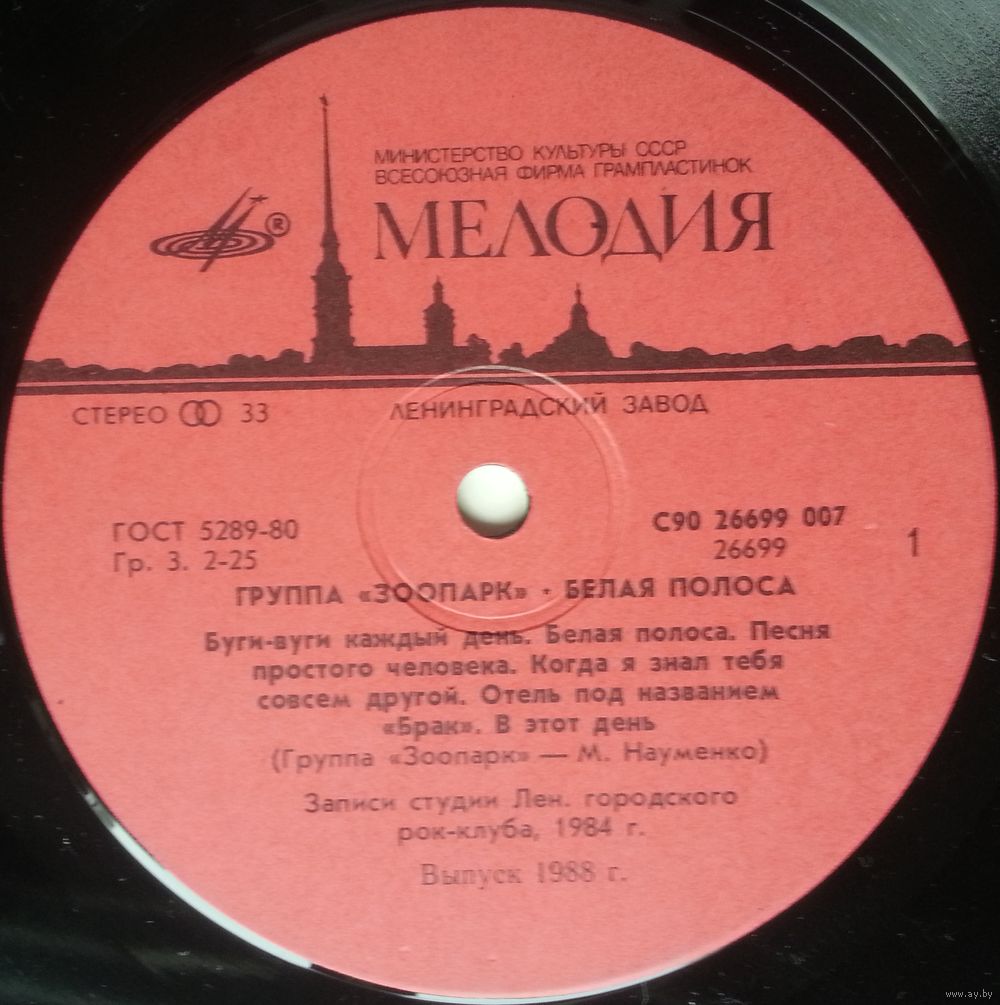 МИНИСТЕРСТВО КУЛЬТУРЫ СССР
ВСЕСОЮЗНАЯ ФИРМА ГРАМПЛАСТИНОК
МЕЛОДИЯ
®
СТЕРЕО 33
ЛЕНИНГРАДСКИЙ ЗАВОД
ГОСТ 5289-80
Гр. 3. 2-25
С90 26699 007
26699
1
ГРУППА «ЗООПАРК» · БЕЛАЯ ПОЛОСА
Буги-вуги каждый день. Белая полоса. Песня
простого человека. Когда я знал тебя
совсем другой. Отель под названием
«Брак». В этот день
(Группа «Зоопарк» — М. Науменко)
Записи студии Лен. городского
рок-клуба, 1984 г.
Выпуск 1988 г.
www.ay.by